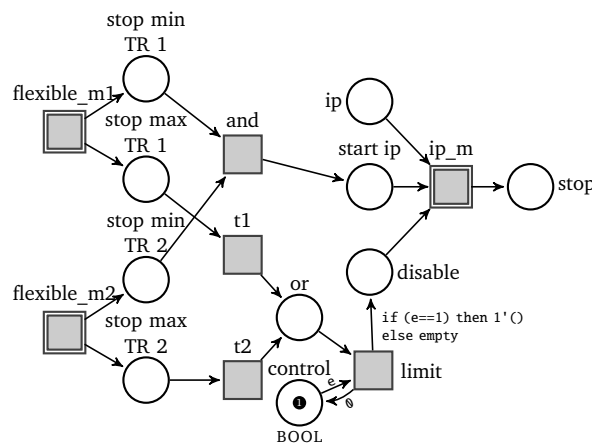 stop min
TR 1
flexible_m1
stop max
TR 1
and
ip
start ip
ip_m
stop
stop min
TR 2
t1
flexible_m2
stop max
TR 2
or
disable
if (e==1) then 1'()
else empty
t2
control
e
0
limit
1
BOOL